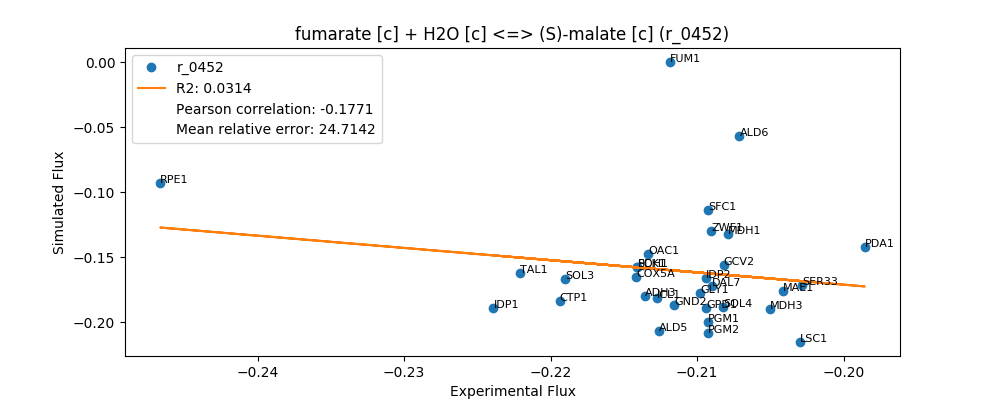 fumarate [c] + H2O [c] <=> (S)-malate [c] (r_0452)
r_0452
R2: 0.0314
Pearson correlation: -0.1771
Mean relative error: 24.7142
Simulated Flux
0.00
−0.05
−0.10
−0.15
−0.20
FUM1
ALD6
RPE1
SFC1
ZWF1
MDH1
PDA1
OAC1
GCV2
TAL1
COX5A
SOL3
IDP2
DAL7
SER33
GLY1
MAE1
ADH3
CTP1
IDP1
GND2
GPD1
SOL4
MDH3
PGM1
ALD5
PGM2
LSC1
−0.24
−0.23
−0.22
−0.21
−0.20
Experimental Flux